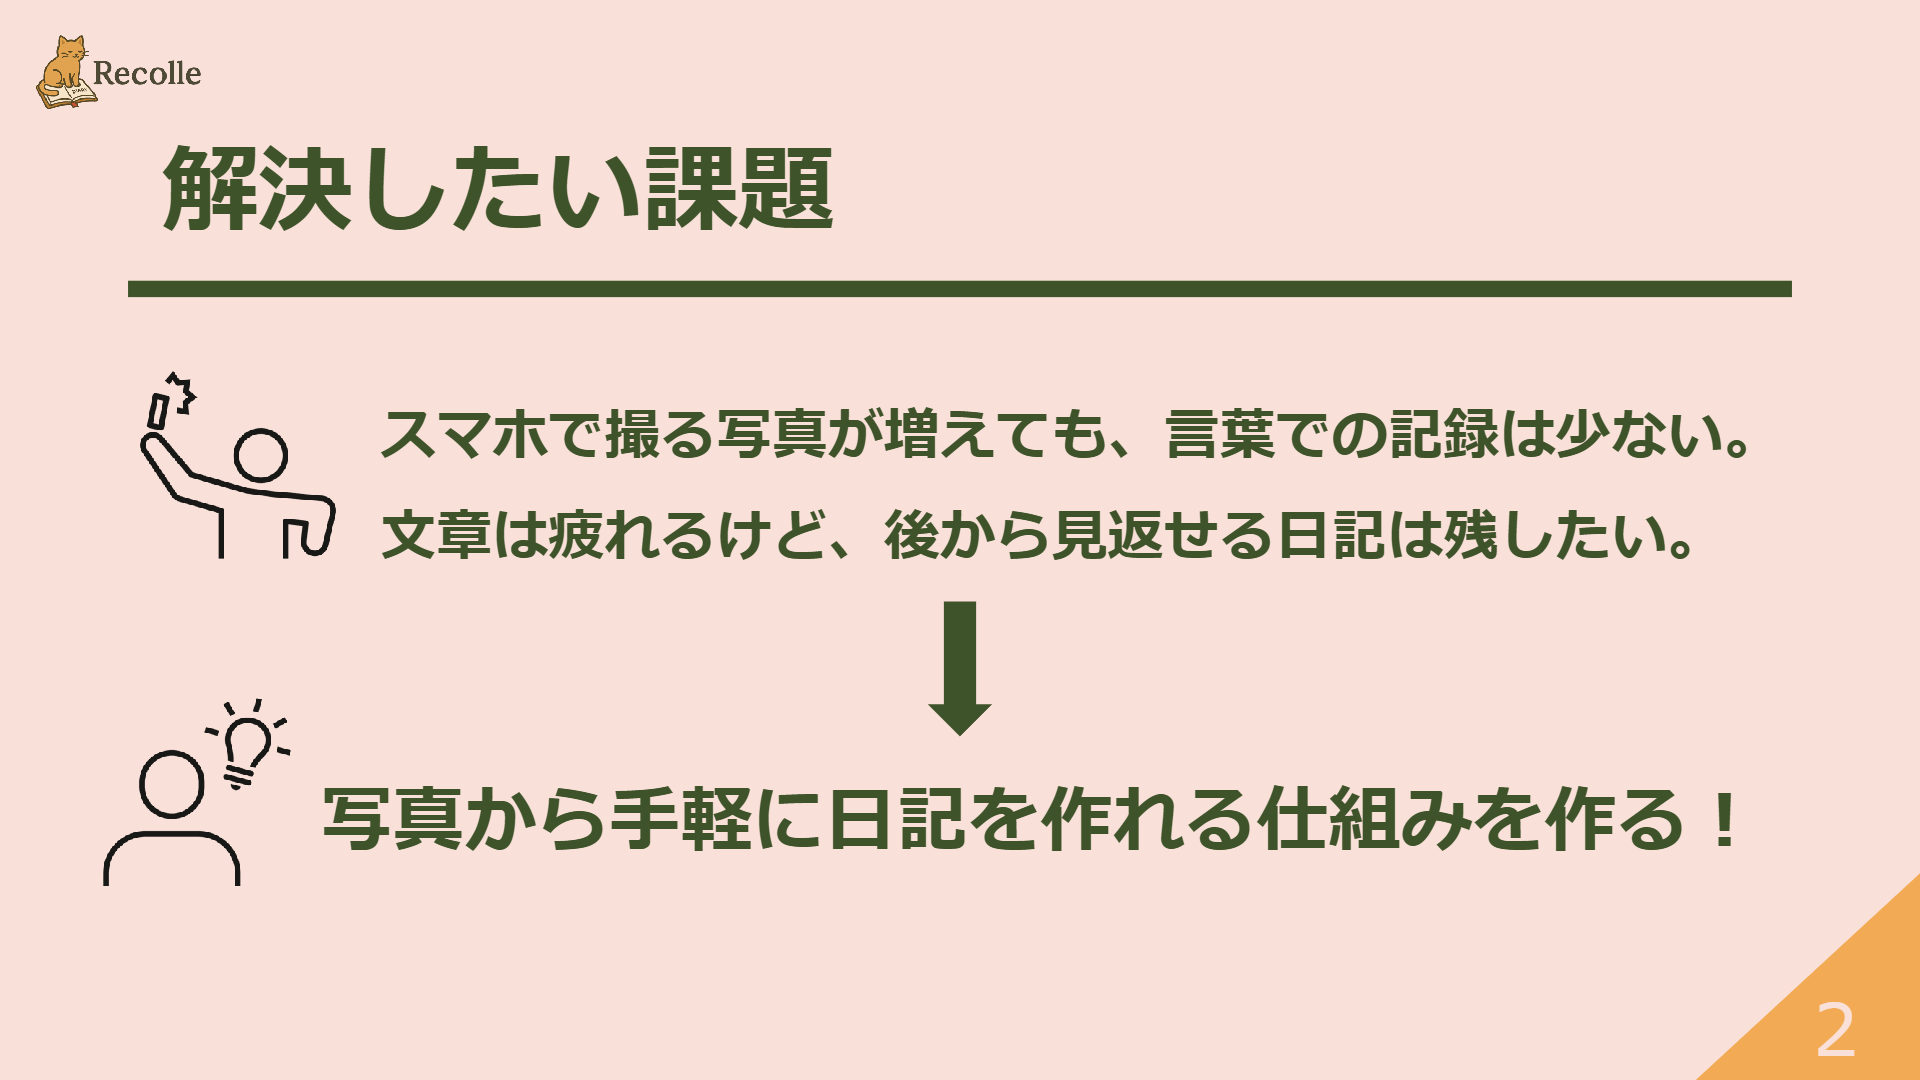 Recolle
解決したい課題
スマホで撮る写真が増えても、言葉での記録は少ない。
文章は疲れるけど、後から見返せる日記は残したい。
写真から手軽に日記を作れる仕組みを作る！
2